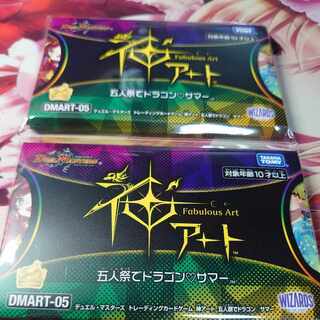 神アート
Fabulous Art
対象年齢10才以上
五人祭でドラゴン♡サマー
DMART-05
デュエル・マスターズ トレーディングカードゲーム 神アート 五人祭でドラゴン サマー
WIZARDS
DUEL MASTERS
TAKARA TOMY
対象年齢10才以上
神アート
Fabulous Art
五人祭でドラゴン♡サマー
DMART-05
デュエル・マスターズ トレーディングカードゲーム 神アート 五人祭でドラゴン サマー
WIZARDS